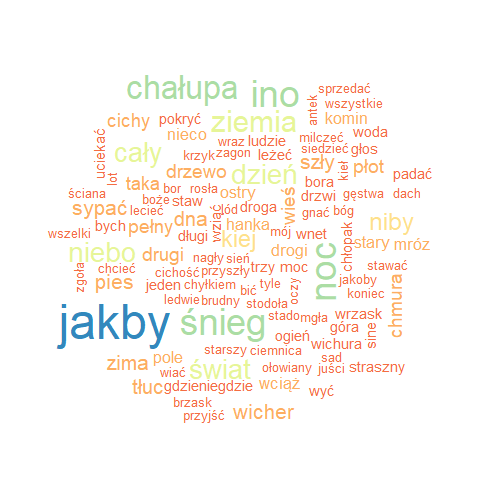 sprzedać
chałupa ino
antek wszystkie
cichy pokryć ziemia komin
nieco milczeć woda
uciekać wraz ludzie siedzieć głos
cały krzyk zagon leżeć szły
lot taka drzewo dzień kieł płot padać
ściana bor rosła ostry wieś bora gęstwa dach
boże staw drzwi
sypać lecieć lód droga gnać bóg
wszelki bych pełny dna wziąć hanka niby
długi kiej mój wnet chłopak stary mróz
niebo drugi drogi
zgoła chcieć cichość nagły sień trzy moc noc stawać
pies jeden chyłkiem przyszły bić tyle oczy jakoby
ledwie brudny stodoła koniec chmura
jakby śnieg stado mgła wrzask
ogień góra sine
starszy ciemnica wichura
zima pole świat sad
wiać ołowiany juści straszny
tłuc gdzieniegdzie wciąż wyć
brzask
przyjść wicher